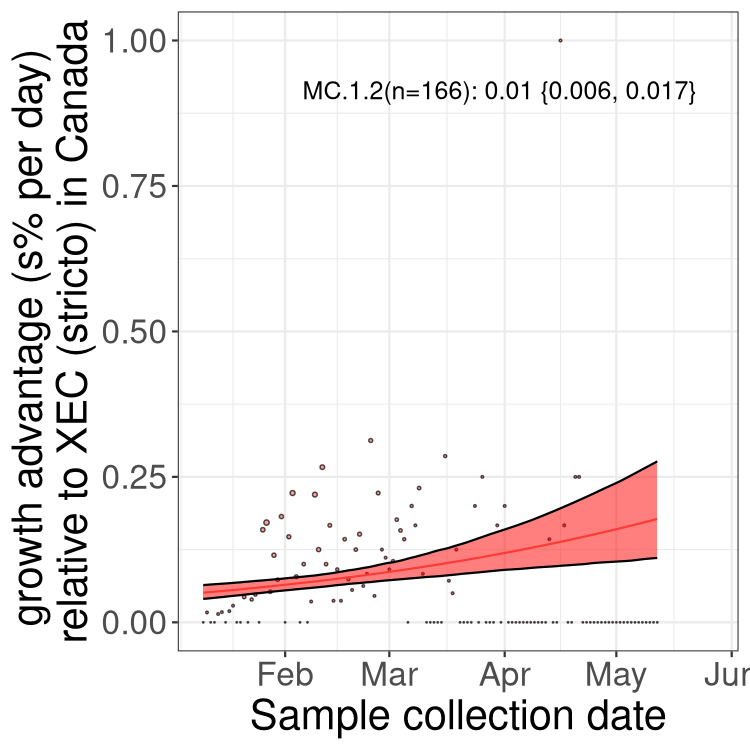 growth advantage (s% per day)
relative to XEC (stricto) in Canada
1.00
0.75
0.50
0.25
0.00
MC.1.2(n=166): 0.01 {0.006, 0.017}
Feb Mar Apr May Jun
Sample collection date